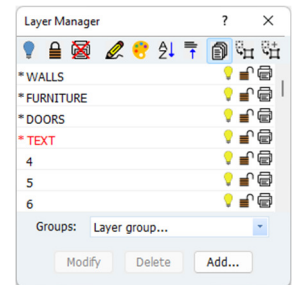 Layer Manager ?
* WALLS
* FURNITURE
* DOORS
* TEXT
4
5
6
Groups: Layer group...
Modify Delete Add...